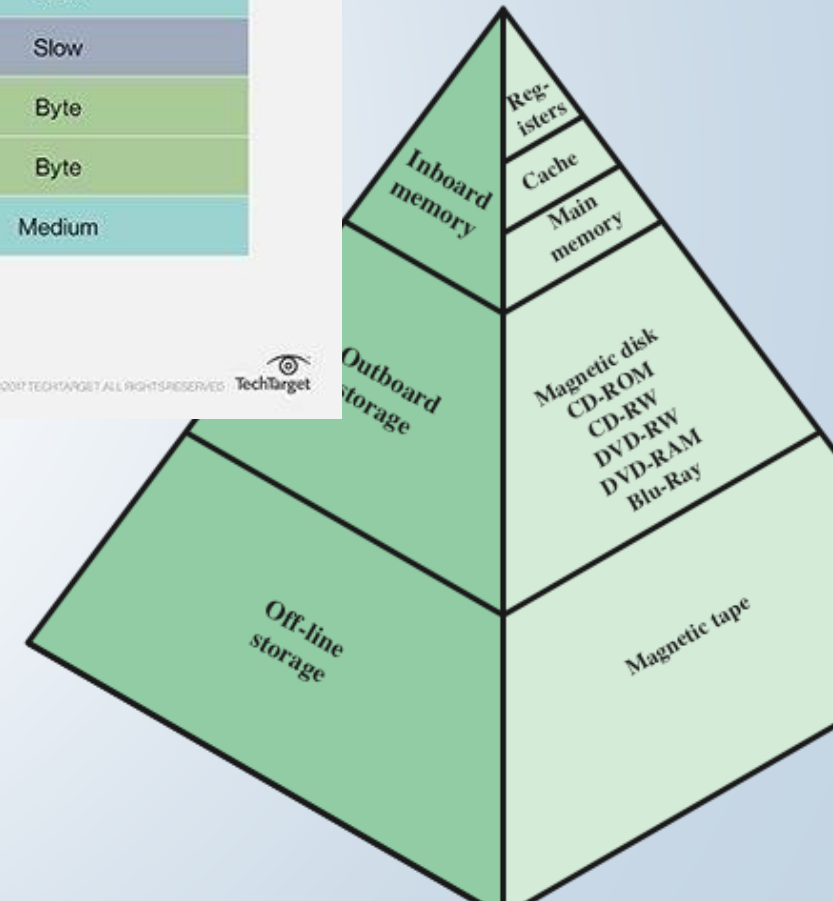 Slow
Byte
Byte
Medium
©2017 TECHTARGET ALL RIGHTS RESERVED TechTarget
Inboard
memory
Reg-
isters
Cache
Main
memory
Outboard
storage
Magnetic disk
CD-ROM
CD-RW
DVD-RW
DVD-RAM
Blu-Ray
Off-line
storage
Magnetic tape